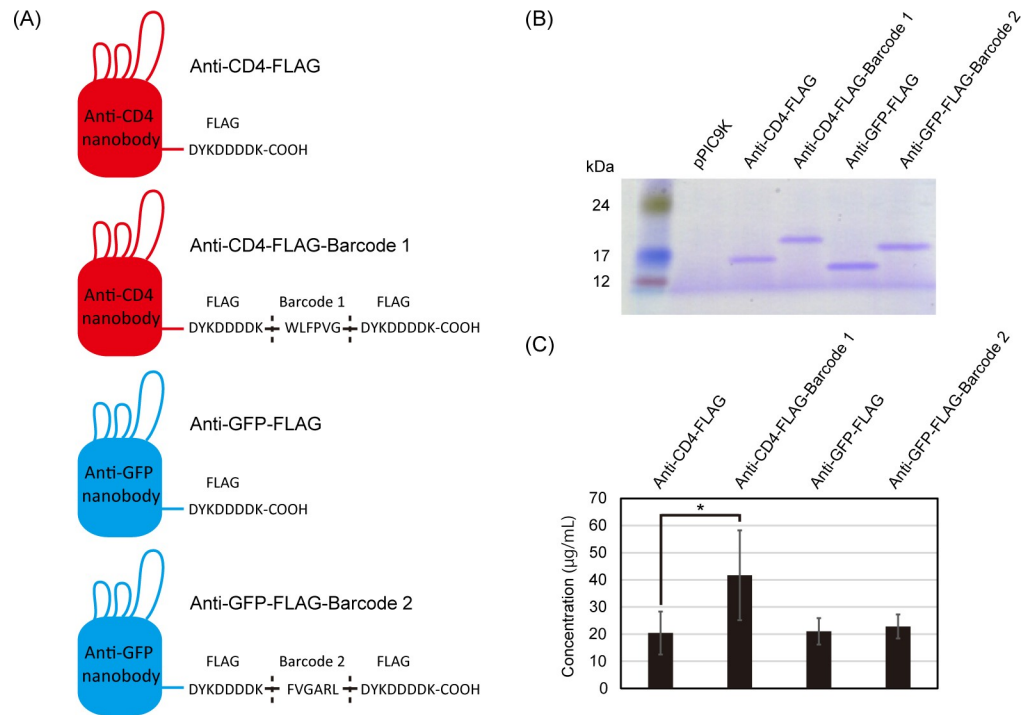 (A)
Anti-CD4
nanobody
Anti-CD4-FLAG
FLAG
DYKDDDDK-COOH
Anti-CD4
nanobody
Anti-CD4-FLAG-Barcode 1
FLAG Barcode 1 FLAG
DYKDDDDK WLFPVG DYKDDDDK-COOH
Anti-GFP
nanobody
Anti-GFP-FLAG
FLAG
DYKDDDDK-COOH
Anti-GFP
nanobody
Anti-GFP-FLAG-Barcode 2
FLAG Barcode 2 FLAG
DYKDDDDK FVGARL DYKDDDDK-COOH
(B)
pPIC9K
Anti-CD4-FLAG
Anti-CD4-FLAG-Barcode 1
Anti-GFP-FLAG
Anti-GFP-FLAG-Barcode 2
kDa
24
17
12
(C)
Anti-CD4-FLAG
Anti-CD4-FLAG-Barcode 1
Anti-GFP-FLAG
Anti-GFP-FLAG-Barcode 2
Concentration (μg/mL)
70
60
50
40
30
20
10
0
*